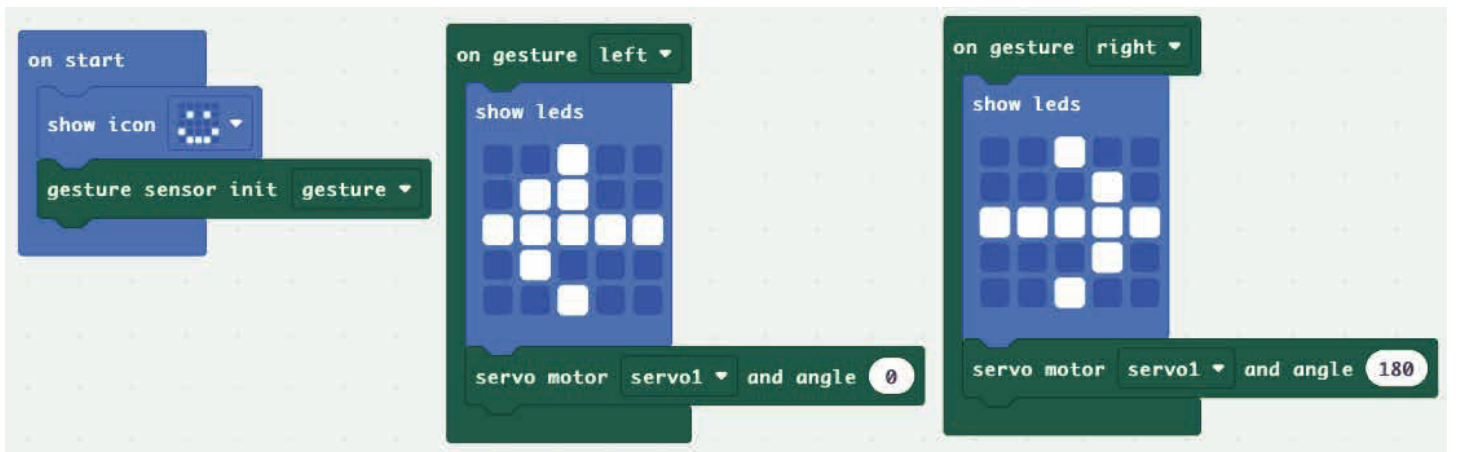 on start
show icon
gesture sensor init gesture
on gesture left
show leds
servo motor servo1 and angle 0
on gesture right
show leds
servo motor servo1 and angle 180